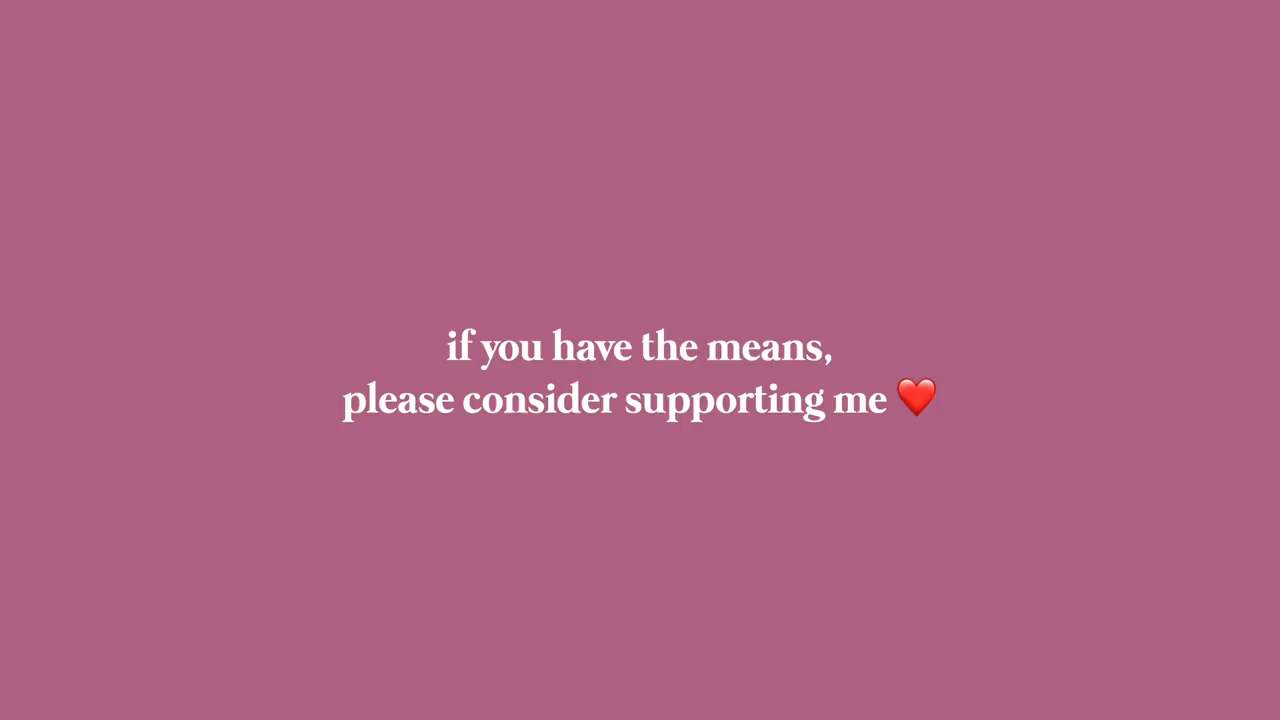 if you have the means,
please consider supporting me ❤️